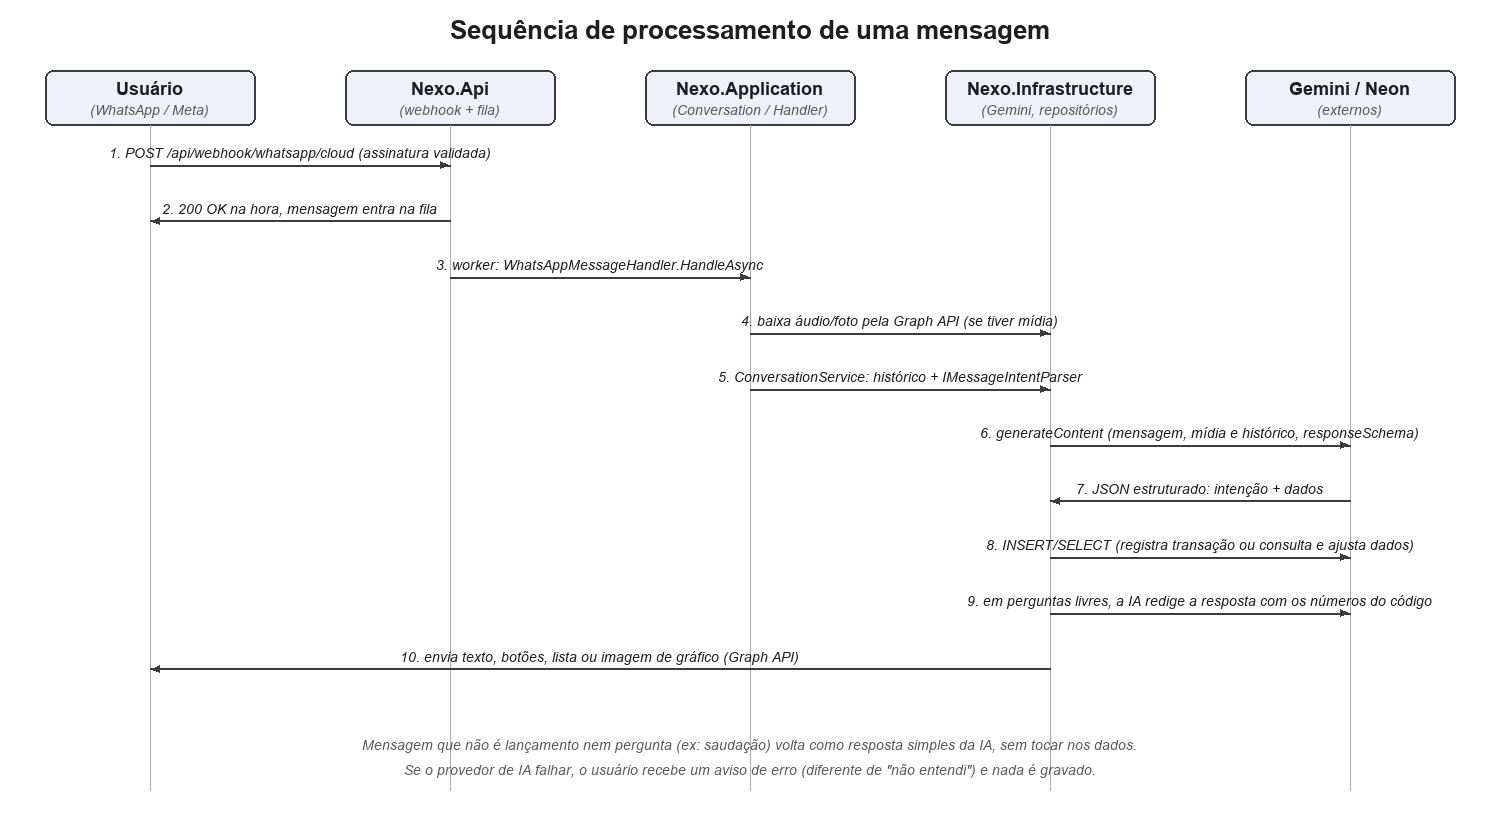 Sequência de processamento de uma mensagem
Usuário
(WhatsApp / Meta)
Nexo.Api
(webhook + fila)
Nexo.Application
(Conversation / Handler)
Nexo.Infrastructure
(Gemini, repositórios)
Gemini / Neon
(externos)
1. POST /api/webhook/whatsapp/cloud (assinatura validada)
2. 200 OK na hora, mensagem entra na fila
3. worker: WhatsAppMessageHandler.HandleAsync
4. baixa áudio/foto pela Graph API (se tiver mídia)
5. ConversationService: histórico + IMessageIntentParser
6. generateContent (mensagem, mídia e histórico, responseSchema)
7. JSON estruturado: intenção + dados
8. INSERT/SELECT (registra transação ou consulta e ajusta dados)
9. em perguntas livres, a IA redige a resposta com os números do código
10. envia texto, botões, lista ou imagem de gráfico (Graph API)
Mensagem que não é lançamento nem pergunta (ex: saudação) volta como resposta simples da IA, sem tocar nos dados.
Se o provedor de IA falhar, o usuário recebe um aviso de erro (diferente de "não entendi") e nada é gravado.